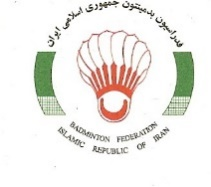 فدراسیون بدمینتون جمهوری اسلامی ایران
BADMINTON FEDERATION
ISLAMIC REPUBLIC OF IRAN